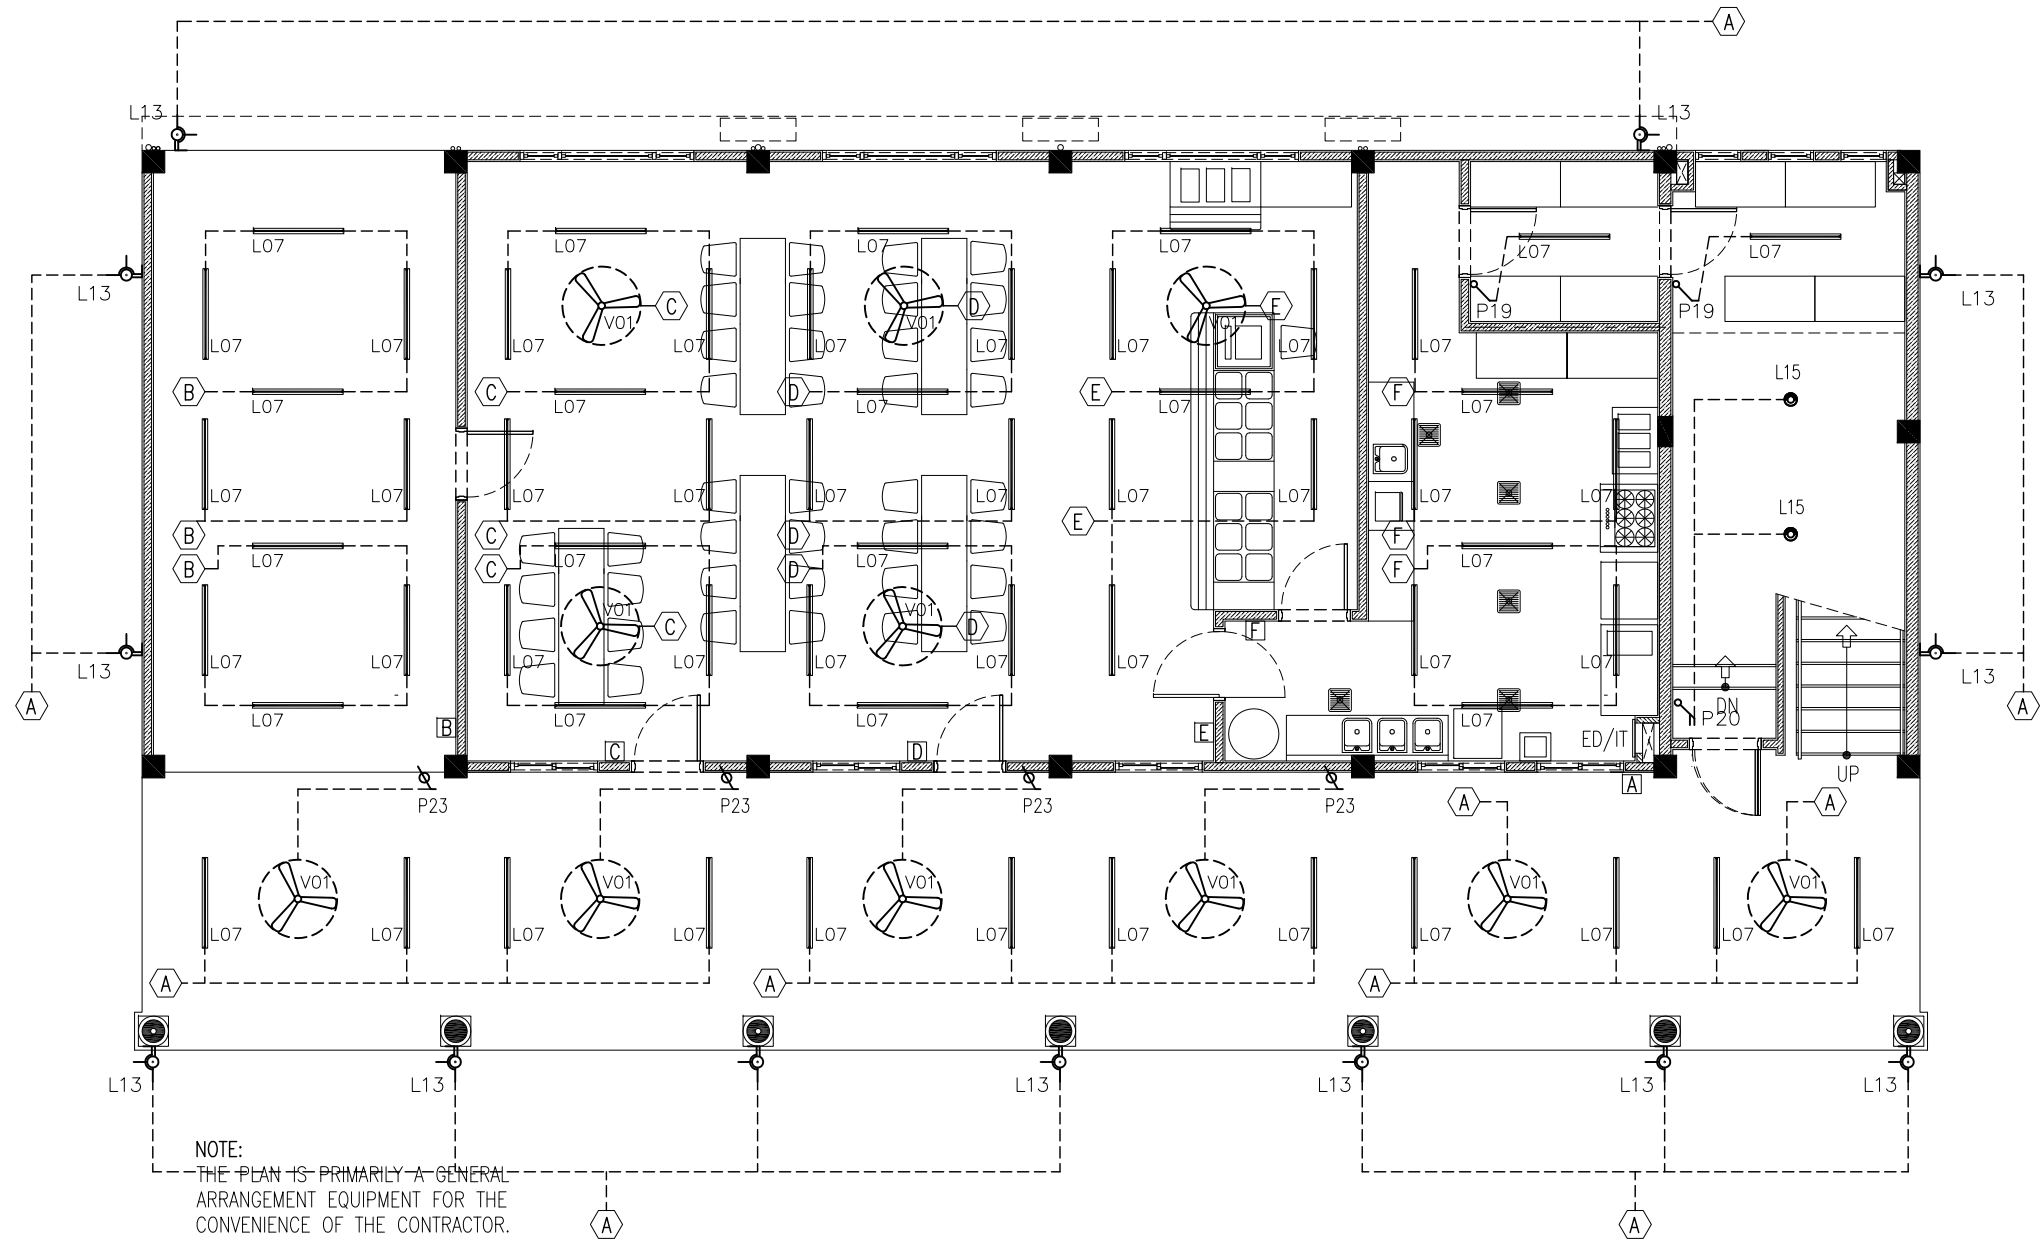 A
L13 L13
L07 L07 L07 L07 L07 L07
L13 L13
V01 C V01 D V01 E
P19 P19
L07 L07 L07 L07 L07 L07 L07 L07 L07
L15
B C D E F
L07 L07 L07 L07 L07
L07 L07 L07 L07 L07 L07 L07 L07 L07 L07
L15
B C D E F
L07 L07 L07 L07
B C D F
V01 V01
C D F
L07 L07 L07 L07 L07 L07 L07 L07 L07
L13 L13
A A
L07 L07 L07 L07
DN
P20
B C D E ED/IT
UP
A
P23 P23 P23 P23 A A
V01 V01 V01 V01 V01 V01
L07 L07 L07 L07 L07 L07 L07 L07 L07 L07 L07 L07
A A A
L13 L13 L13 L13 L13 L13 L13
NOTE:
THE PLAN IS PRIMARILY A GENERAL
ARRANGEMENT EQUIPMENT FOR THE
CONVENIENCE OF THE CONTRACTOR.
A A